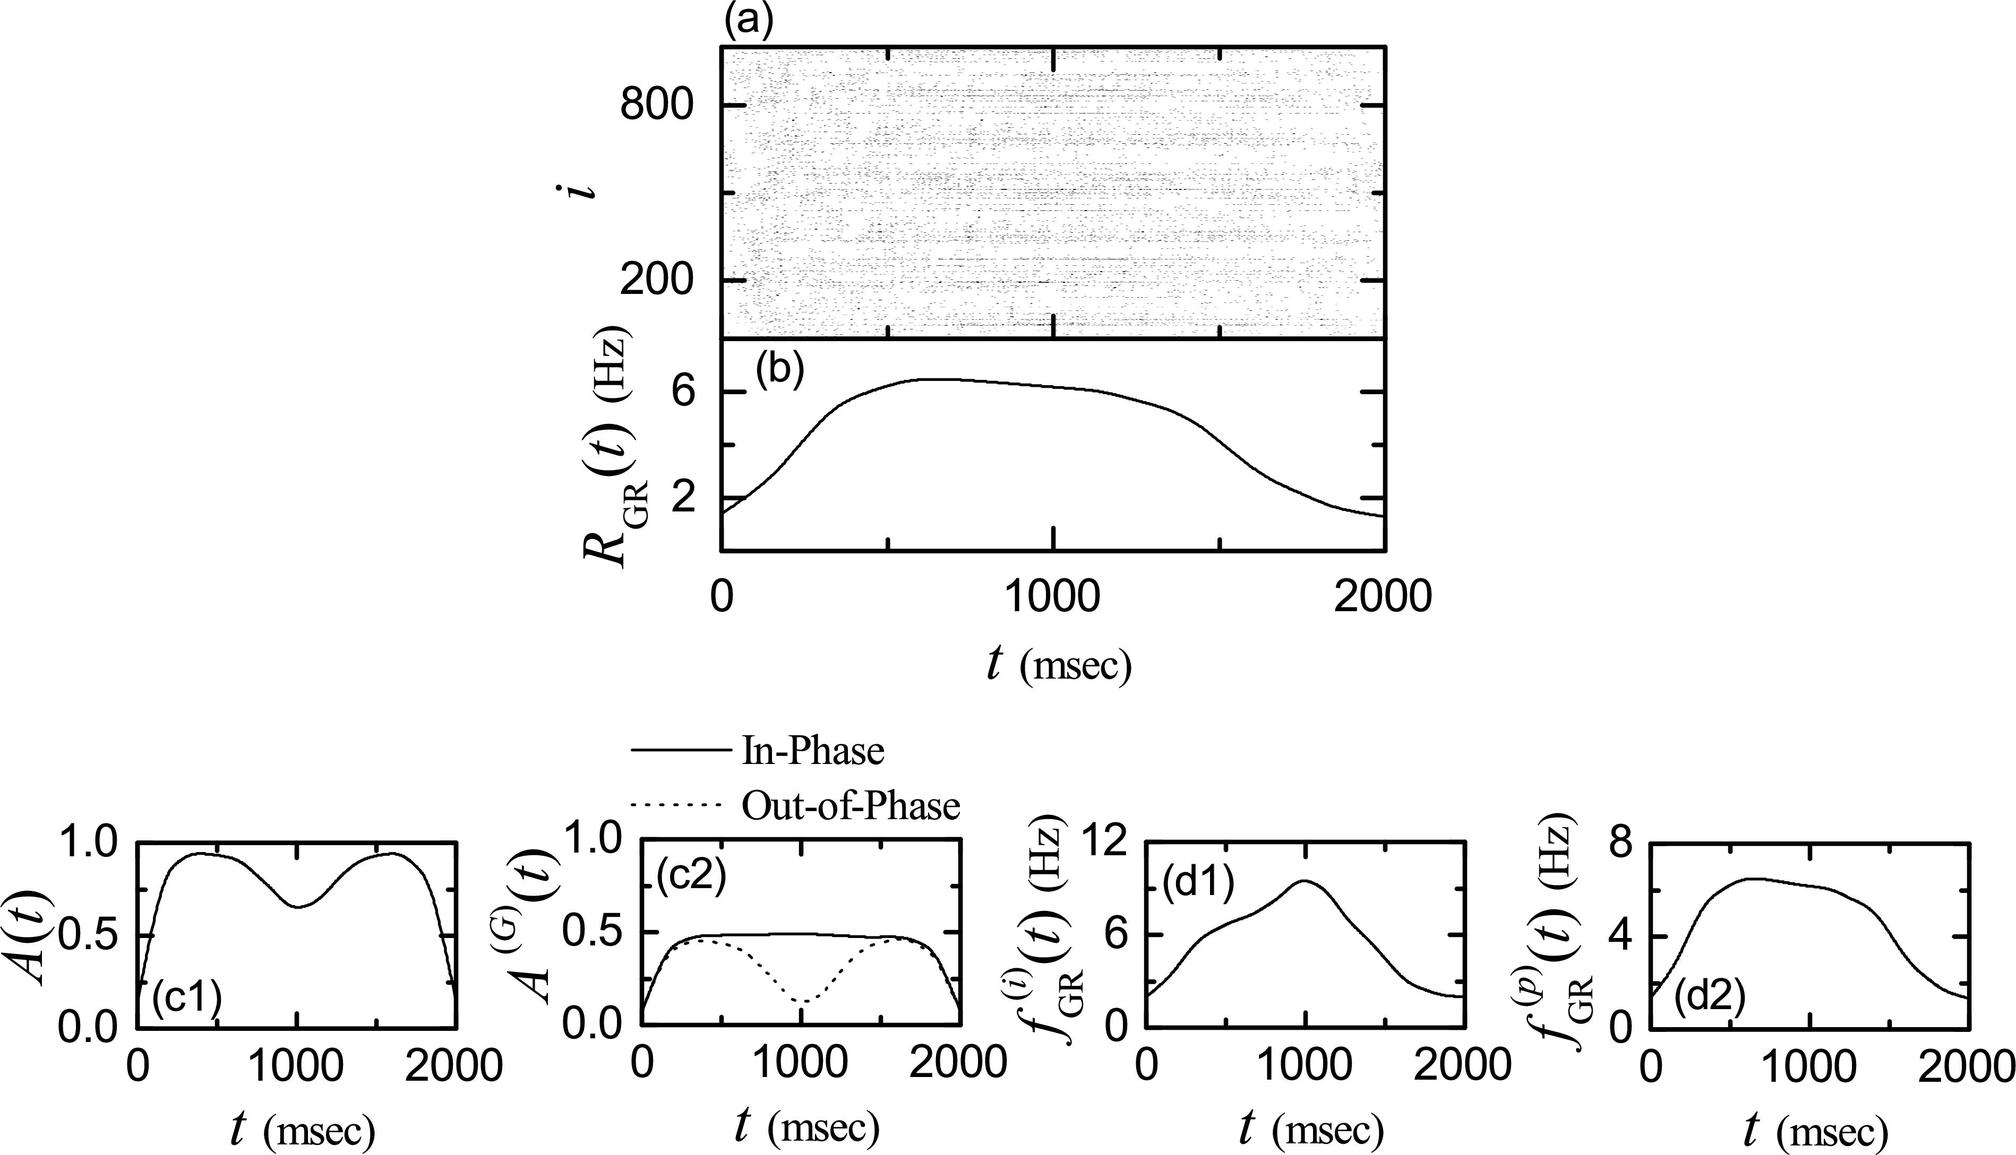 (a)
800
i
200
(b)
6
R_GR(t) (Hz)
2
0 1000 2000
t (msec)
In-Phase
Out-of-Phase
1.0
A(t)
0.5
(c1)
0.0
0 1000 2000
t (msec)
1.0
A^(G)(t)
(c2)
0.5
0.0
0 1000 2000
t (msec)
12
f_GR^(i)(t) (Hz)
(d1)
6
0
0 1000 2000
t (msec)
8
f_GR^(p)(t) (Hz)
4
(d2)
0
0 1000 2000
t (msec)